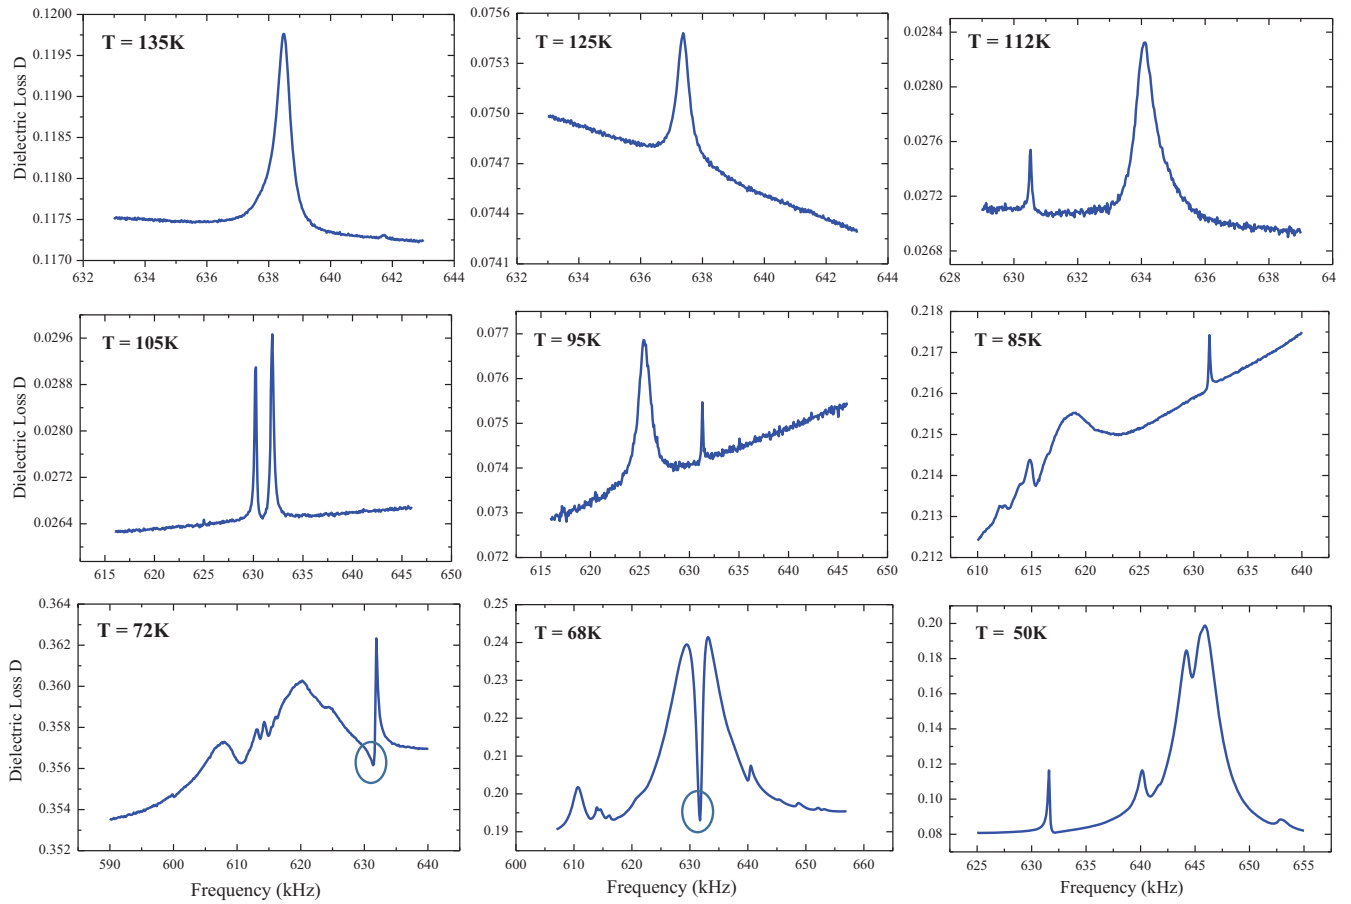 T = 135K
Dielectric Loss D
0.1200
0.1195
0.1190
0.1185
0.1180
0.1175
0.1170
632 634 636 638 640 642 644
T = 125K
0.0756
0.0753
0.0750
0.0747
0.0744
0.0741
632 634 636 638 640 642 644
T = 112K
0.0284
0.0280
0.0276
0.0272
0.0268
628 630 632 634 636 638 64
T = 105K
Dielectric Loss D
0.0296
0.0288
0.0280
0.0272
0.0264
615 620 625 630 635 640 645 650
T = 95K
0.077
0.076
0.075
0.074
0.073
0.072
615 620 625 630 635 640 645 650
T = 85K
0.218
0.217
0.216
0.215
0.214
0.213
0.212
610 615 620 625 630 635 640
T = 72K
Dielectric Loss D
0.364
0.362
0.360
0.358
0.356
0.354
0.352
590 600 610 620 630 640
Frequency (kHz)
T = 68K
0.25
0.24
0.23
0.22
0.21
0.20
0.19
600 610 620 630 640 650 660
Frequency (kHz)
T = 50K
0.20
0.18
0.16
0.14
0.12
0.10
0.08
625 630 635 640 645 650 655
Frequency (kHz)